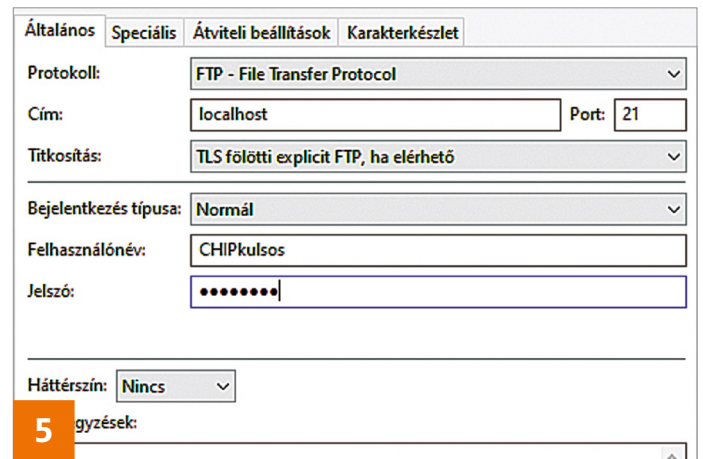 Általános Speciális Átviteli beállítások Karakterkészlet
Protokoll: FTP - File Transfer Protocol
Cím: localhost Port: 21
Titkosítás: TLS fölötti explicit FTP, ha elérhető
Bejelentkezés típusa: Normál
Felhasználónév: CHIPkulsos
Jelszó: ••••••••
Háttérszín: Nincs
5 gyzések: